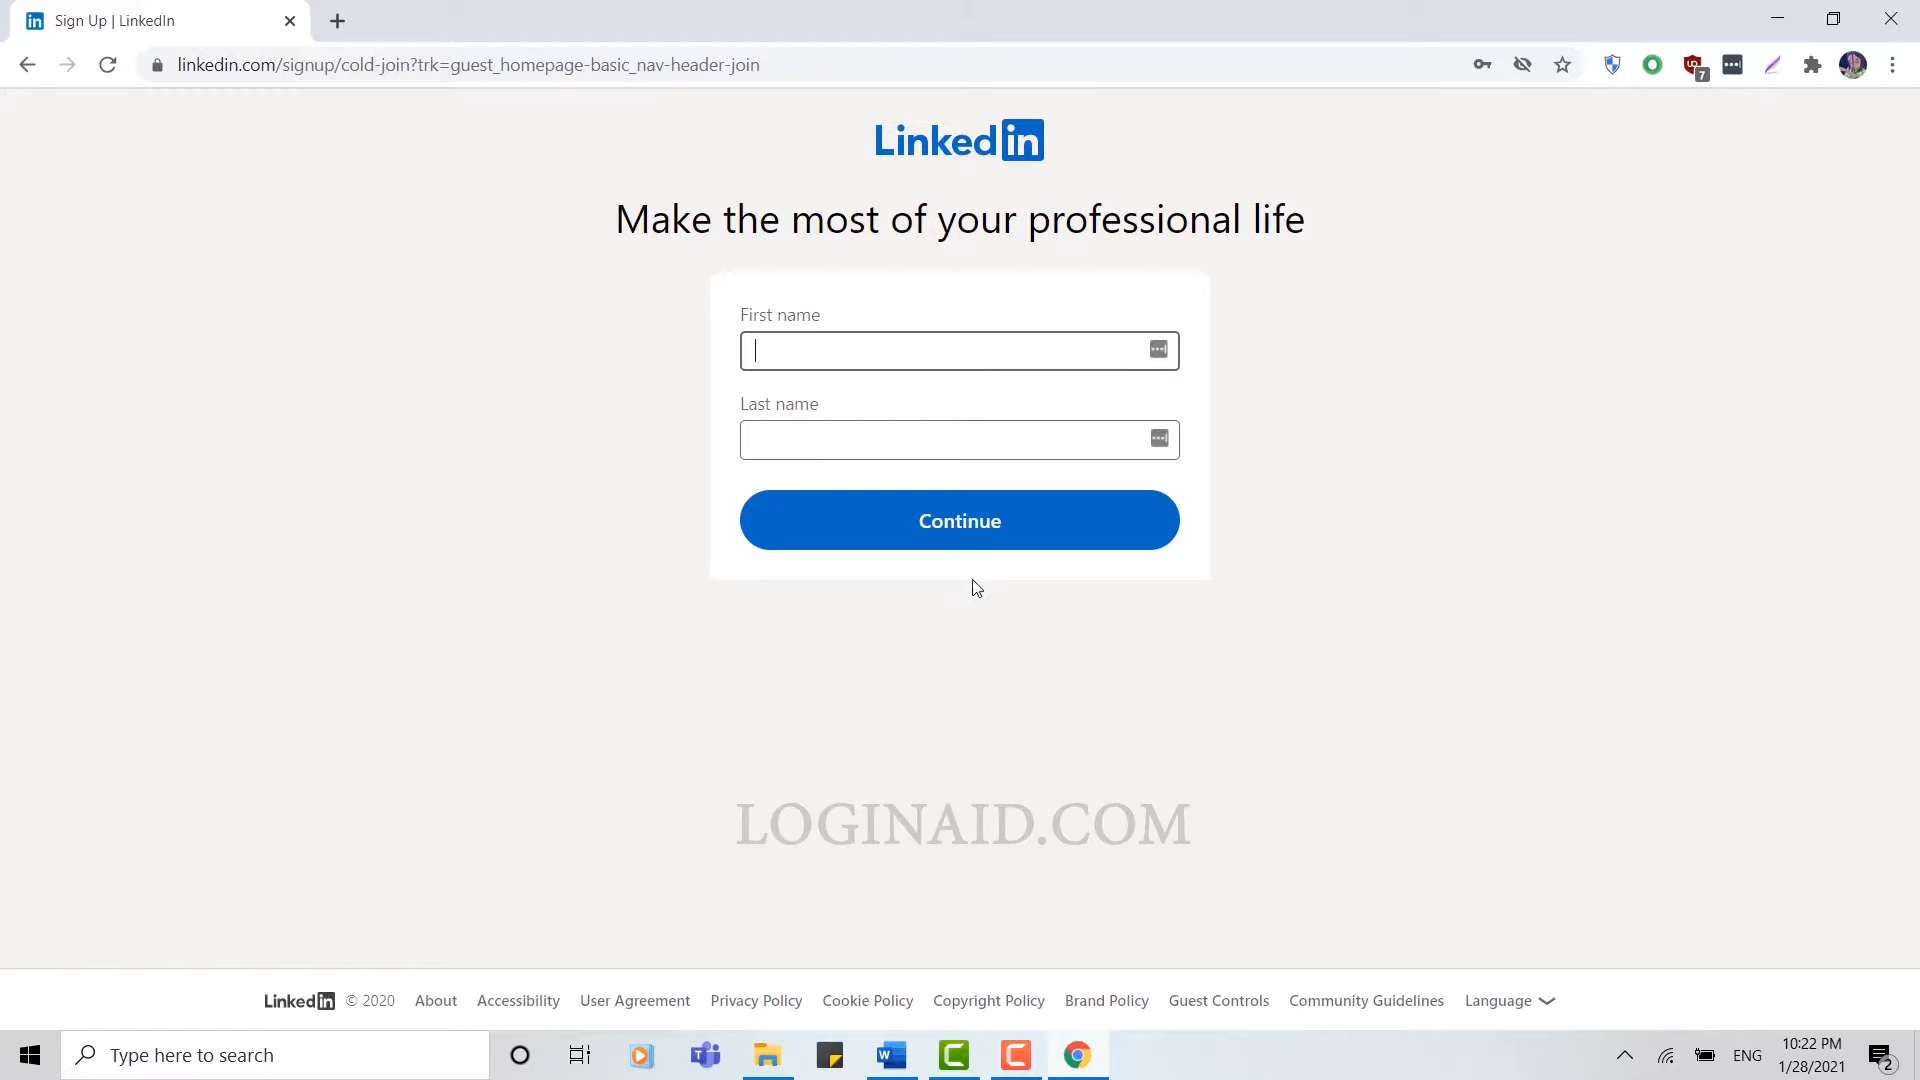 Sign Up | LinkedIn
linkedin.com/signup/cold-join?trk=guest_homepage-basic_nav-header-join
7
Linkedin
Make the most of your professional life
First name
Last name
Continue
LOGINAID.COM
Linkedin © 2020 About Accessibility User Agreement Privacy Policy Cookie Policy Copyright Policy Brand Policy Guest Controls Community Guidelines Language
Type here to search
ENG
10:22 PM
1/28/2021
2